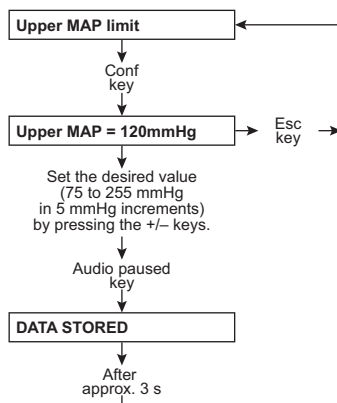 Upper MAP limit
Conf
key
Upper MAP = 120mmHg
Esc
key
Set the desired value
(75 to 255 mmHg
in 5 mmHg increments)
by pressing the +/– keys.
Audio paused
key
DATA STORED
After
approx. 3 s